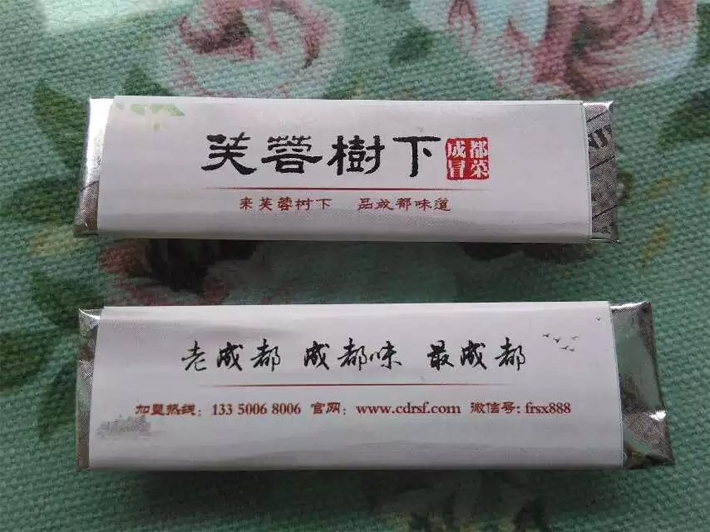 芙蓉樹下 成都冒菜
来芙蓉树下 品成都味道
老成都 成都味 最成都
加盟热线：133 5006 8006 官网：www.cdrsf.com 微信号：frsx888